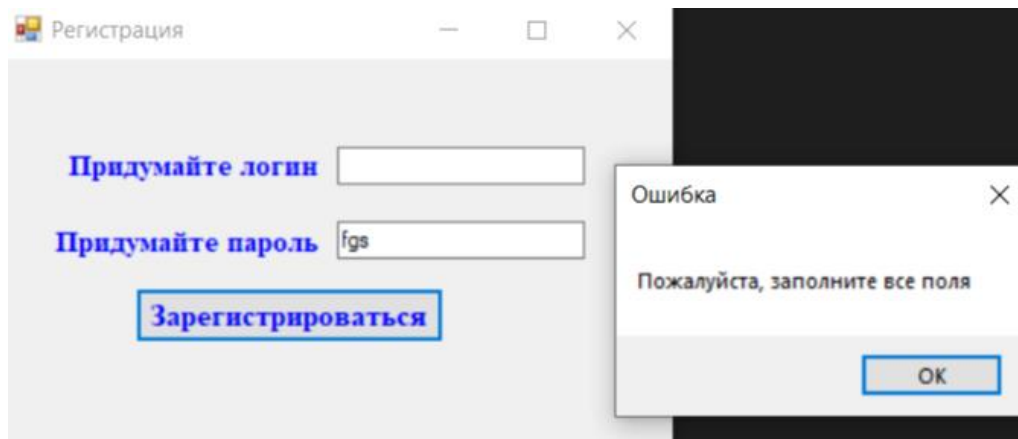 Регистрация
Придумайте логин
Придумайте пароль fgs
Зарегистрироваться
Ошибка
Пожалуйста, заполните все поля
OK